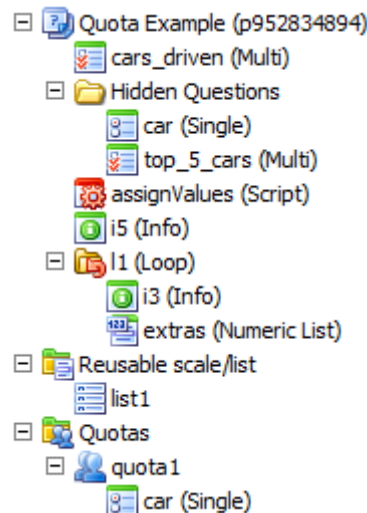 Quota Example (p952834894)
cars_driven (Multi)
Hidden Questions
car (Single)
top_5_cars (Multi)
assignValues (Script)
i5 (Info)
l1 (Loop)
i3 (Info)
extras (Numeric List)
Reusable scale/list
list1
Quotas
quota1
car (Single)